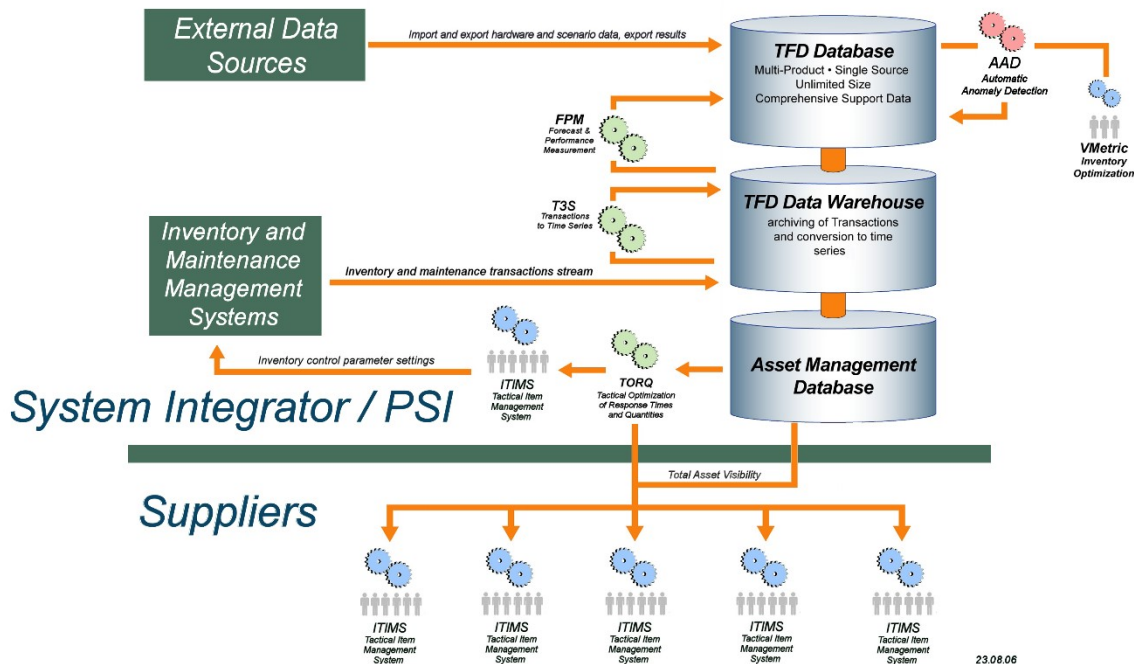 External Data
Sources
Import and export hardware and scenario data, export results
TFD Database
Multi-Product • Single Source
Unlimited Size
Comprehensive Support Data
AAD
Automatic
Anomaly Detection
VMetric
Inventory
Optimization
FPM
Forecast &
Performance
Measurement
T3S
Transactions
to Time Series
TFD Data Warehouse
archiving of Transactions
and conversion to time
series
Inventory and
Maintenance
Management
Systems
Inventory and maintenance transactions stream
Inventory control parameter settings
ITIMS
Tactical Item
Management
System
TORQ
Tactical Optimization
of Response Times
and Quantities
Asset Management
Database
System Integrator / PSI
Total Asset Visibility
Suppliers
ITIMS
Tactical Item
Management
System
ITIMS
Tactical Item
Management
System
ITIMS
Tactical Item
Management
System
ITIMS
Tactical Item
Management
System
ITIMS
Tactical Item
Management
System
23.08.06